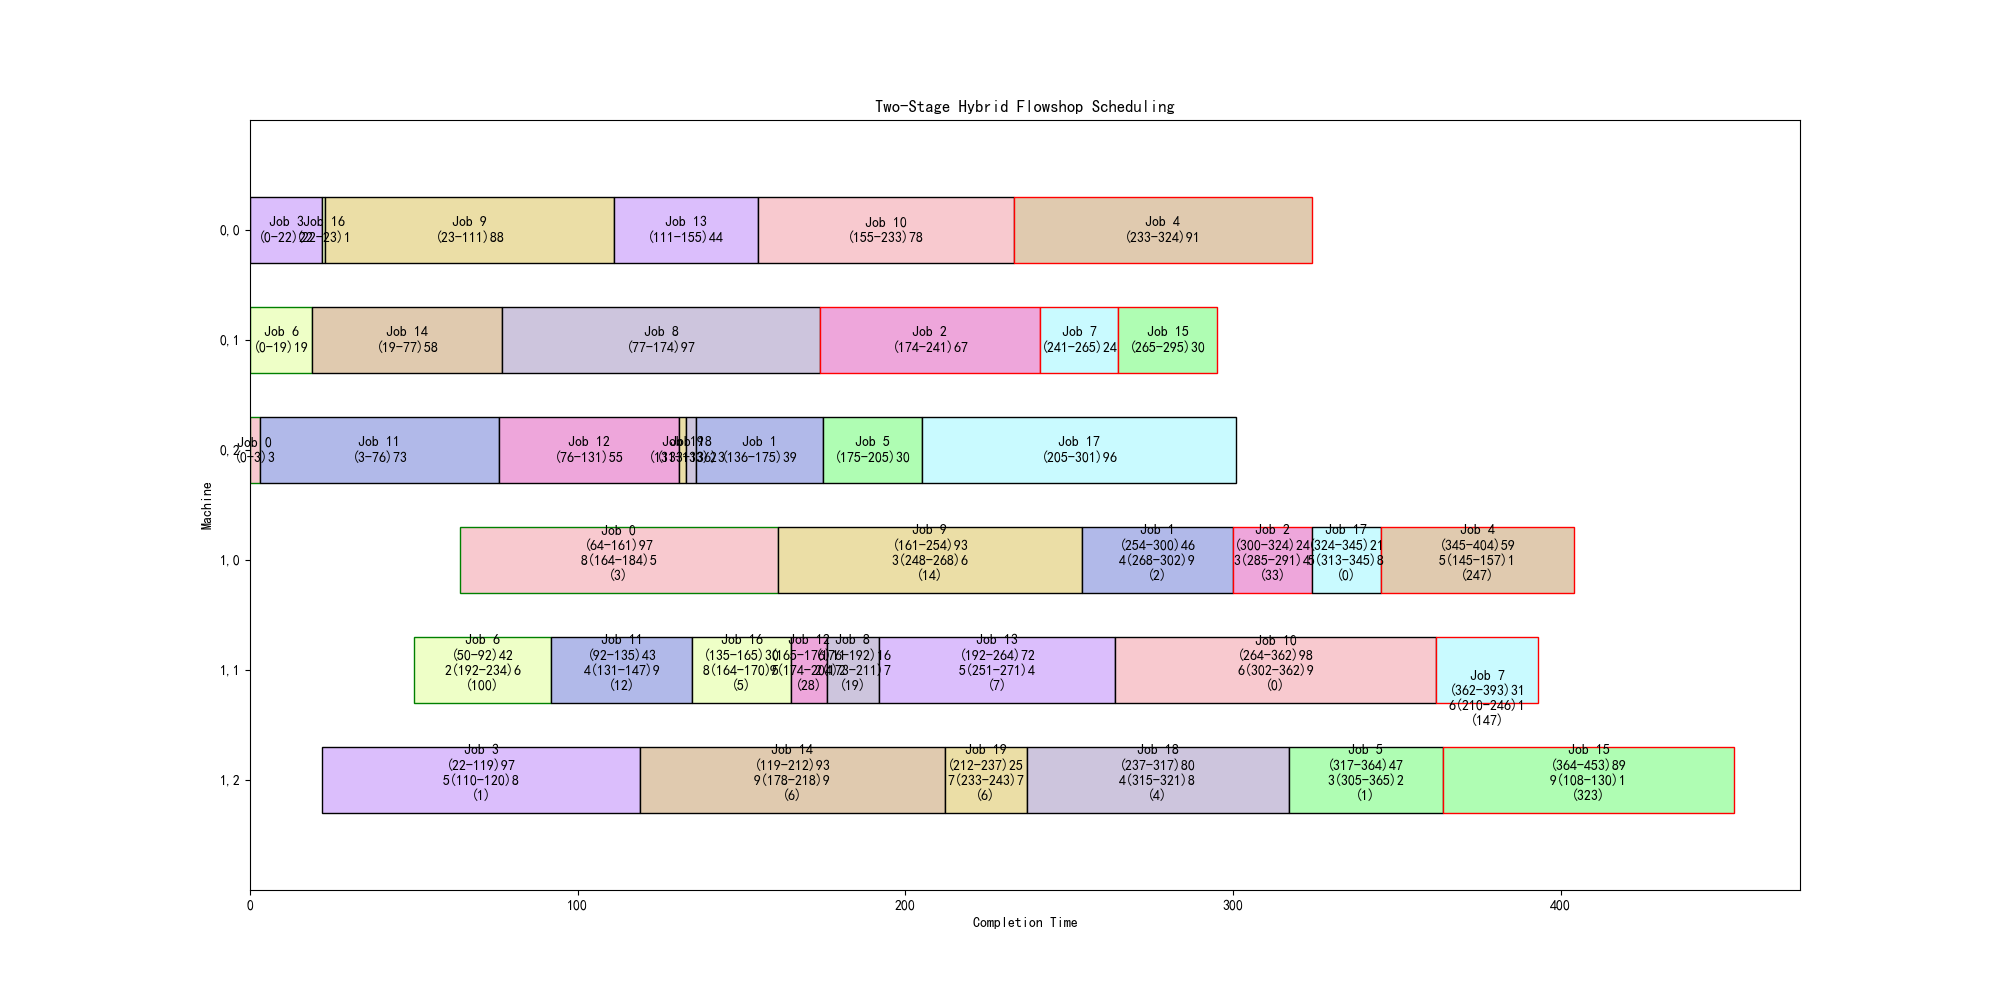 Two-Stage Hybrid Flowshop Scheduling
0,0
Job 3
(0-22)22
Job 16
(22-23)1
Job 9
(23-111)88
Job 13
(111-155)44
Job 10
(155-233)78
Job 4
(233-324)91
0,1
Job 6
(0-19)19
Job 14
(19-77)58
Job 8
(77-174)97
Job 2
(174-241)67
Job 7
(241-265)24
Job 15
(265-295)30
0,2
Job 0
(0-3)3
Job 11
(3-76)73
Job 12
(76-131)55
Job 19
(131-133)2
Job 18
(133-136)3
Job 1
(136-175)39
Job 5
(175-205)30
Job 17
(205-301)96
Machine
1,0
Job 0
(64-161)97
8(164-184)5
(3)
Job 9
(161-254)93
3(248-268)6
(14)
Job 1
(254-300)46
4(268-302)9
(2)
Job 2
(300-324)24
3(285-291)4
(33)
Job 17
(324-345)21
5(313-345)8
(0)
Job 4
(345-404)59
5(145-157)1
(247)
1,1
Job 6
(50-92)42
2(192-234)6
(100)
Job 11
(92-135)43
4(131-147)9
(12)
Job 16
(135-165)30
8(164-170)9
(5)
Job 12
(165-176)11
(28)
Job 8
(176-192)16
(19)
Job 13
(192-264)72
5(251-271)4
(7)
Job 10
(264-362)98
6(302-362)9
(0)
Job 7
(362-393)31
6(210-246)1
(147)
1,2
Job 3
(22-119)97
5(110-120)8
(1)
Job 14
(119-212)93
9(178-218)9
(6)
Job 19
(212-237)25
7(233-243)7
(6)
Job 18
(237-317)80
4(315-321)8
(4)
Job 5
(317-364)47
3(305-365)2
(1)
Job 15
(364-453)89
9(108-130)1
(323)
0
100
200
300
400
Completion Time